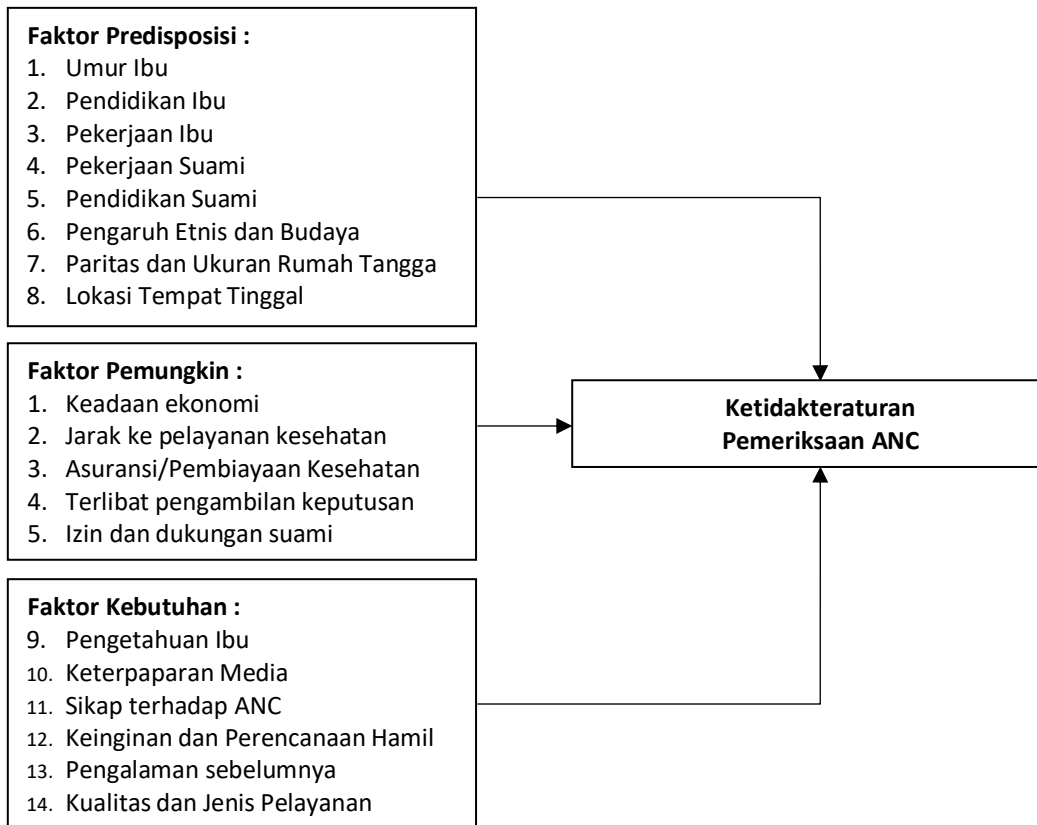 Faktor Predisposisi :
1. Umur Ibu
2. Pendidikan Ibu
3. Pekerjaan Ibu
4. Pekerjaan Suami
5. Pendidikan Suami
6. Pengaruh Etnis dan Budaya
7. Paritas dan Ukuran Rumah Tangga
8. Lokasi Tempat Tinggal
Faktor Pemungkin :
1. Keadaan ekonomi
2. Jarak ke pelayanan kesehatan
3. Asuransi/Pembiayaan Kesehatan
4. Terlibat pengambilan keputusan
5. Izin dan dukungan suami
Ketidakteraturan
Pemeriksaan ANC
Faktor Kebutuhan :
9. Pengetahuan Ibu
10. Keterpaparan Media
11. Sikap terhadap ANC
12. Keinginan dan Perencanaan Hamil
13. Pengalaman sebelumnya
14. Kualitas dan Jenis Pelayanan